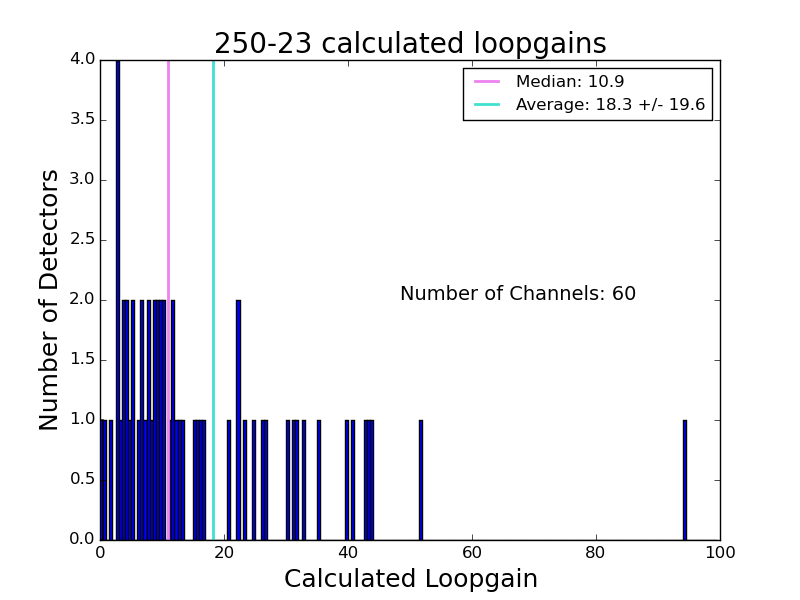 250-23 calculated loopgains
Median: 10.9
Average: 18.3 +/- 19.6
Number of Channels: 60
Number of Detectors
4.0
3.5
3.0
2.5
2.0
1.5
1.0
0.5
0.0
0 20 40 60 80 100
Calculated Loopgain